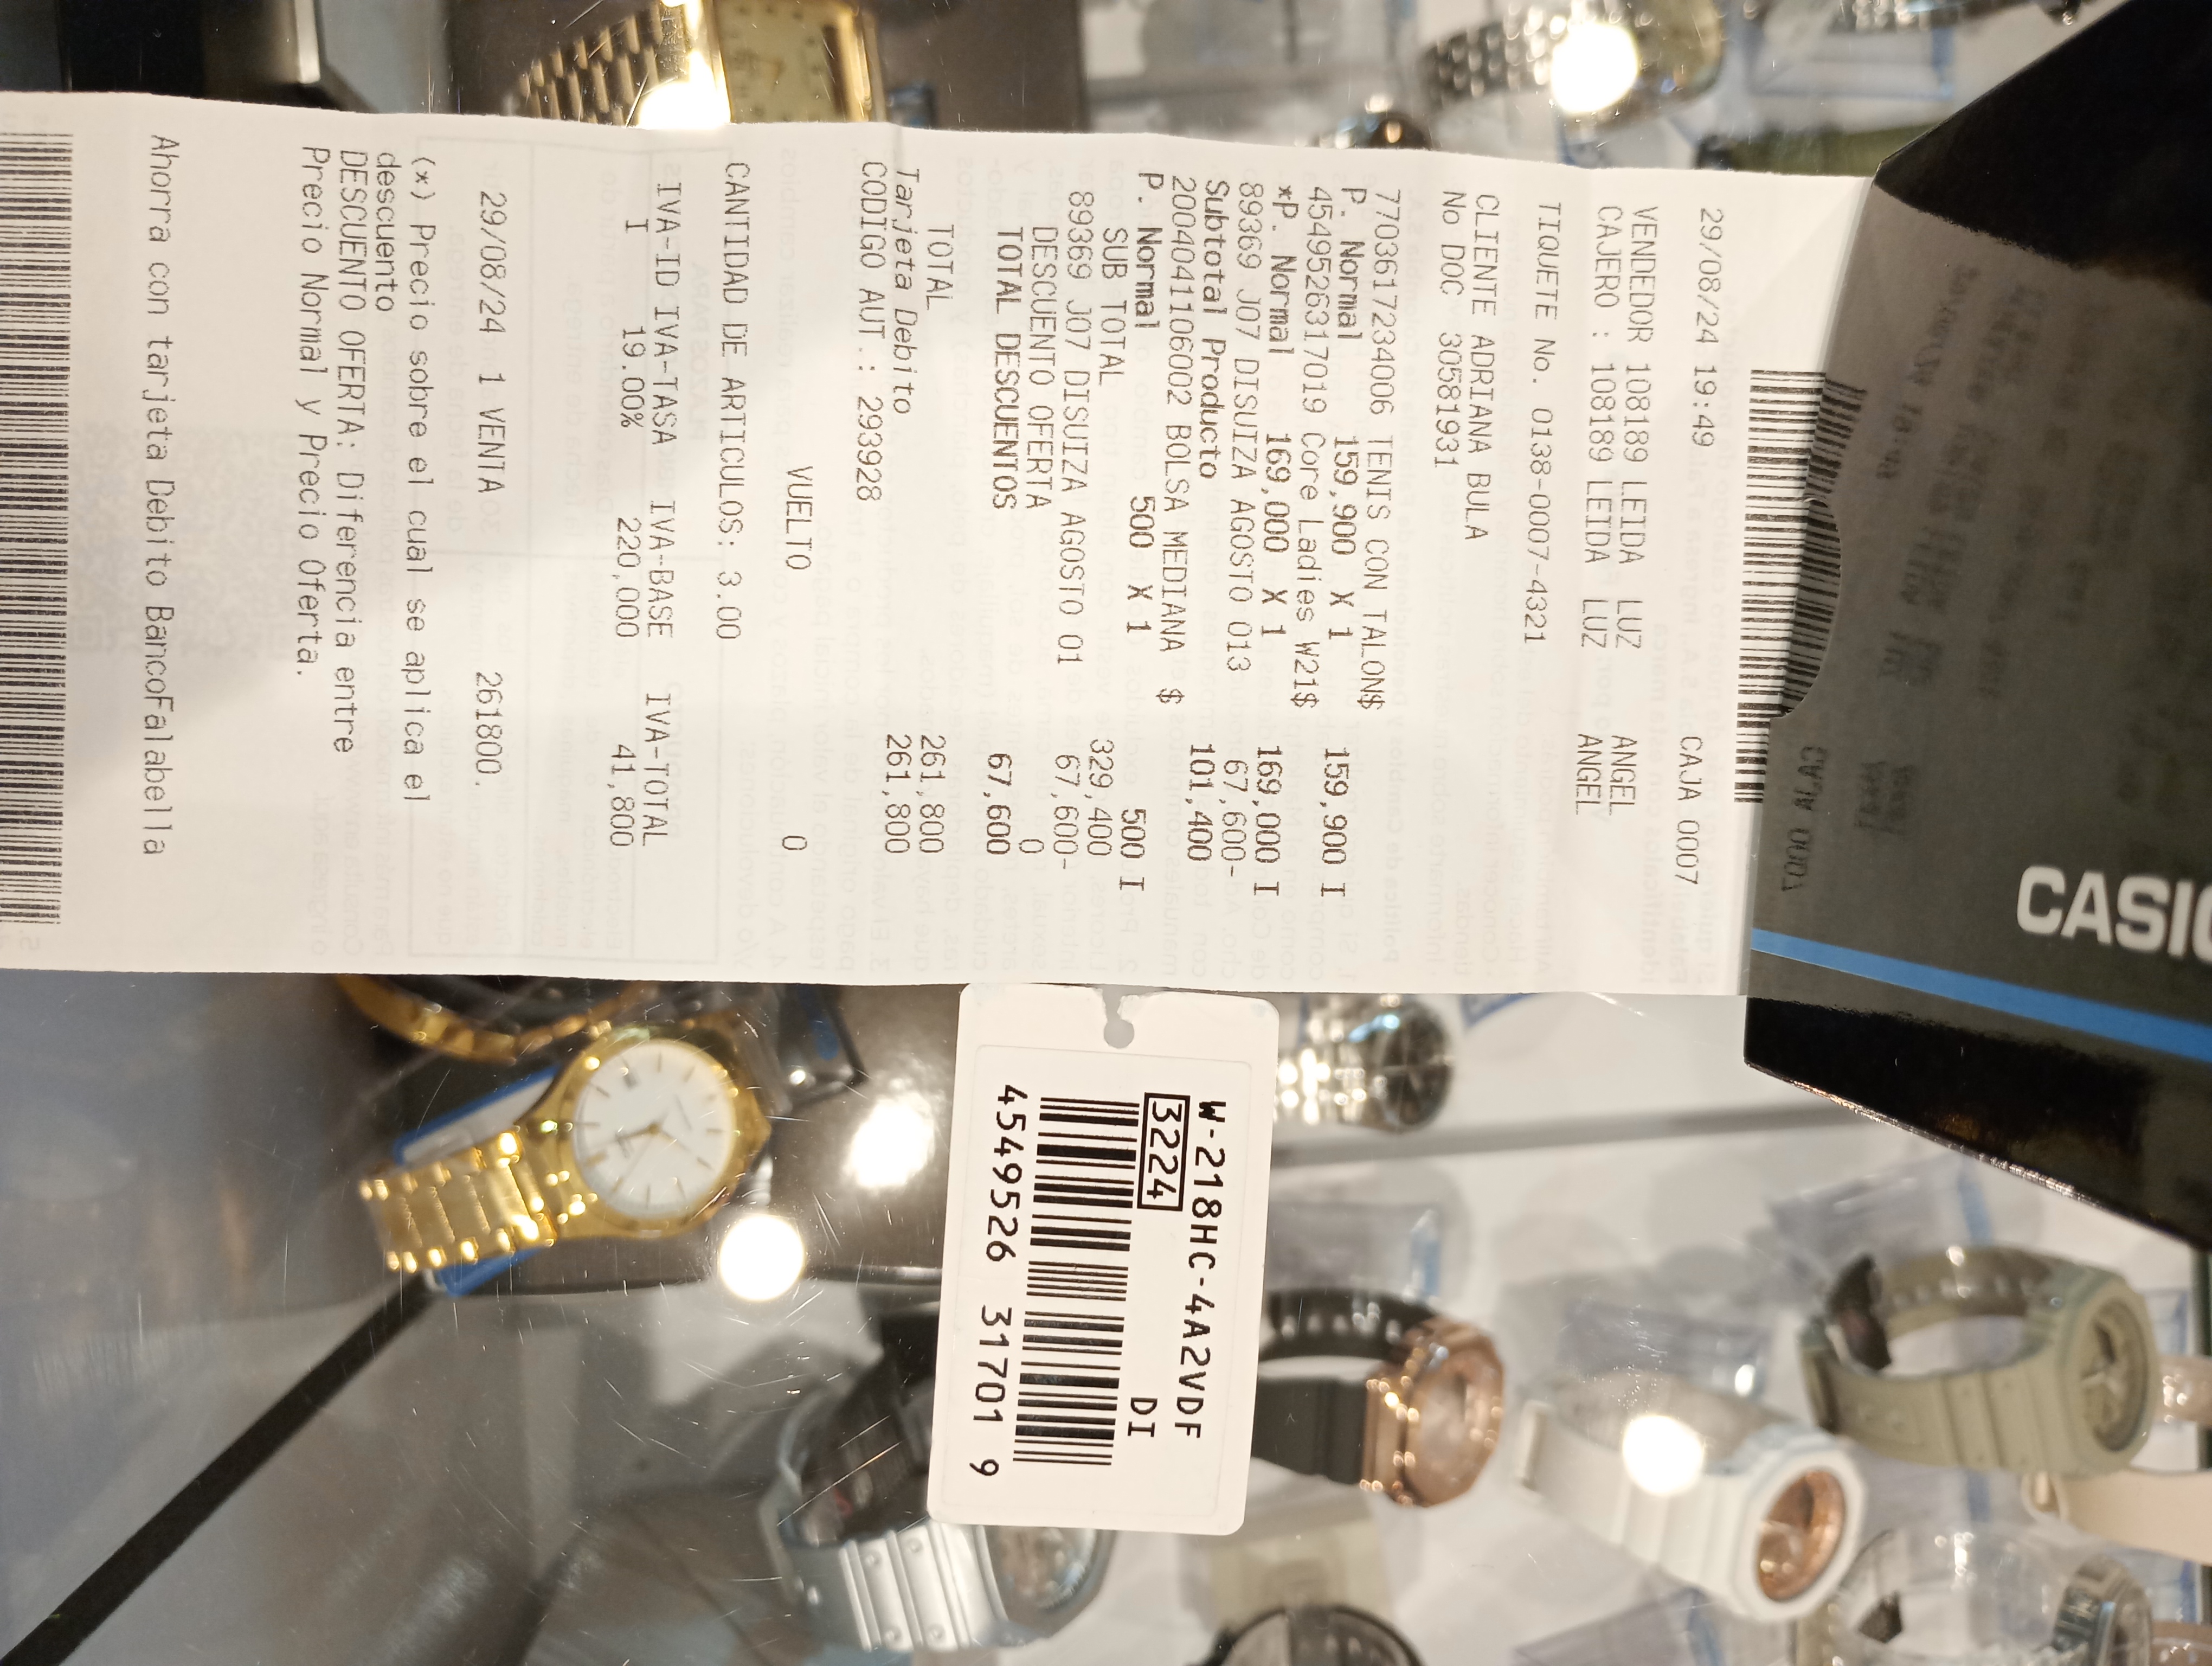 29/08/24 19:49 CAJA 0007
VENDEDOR 108189 LEIDA LUZ ANGEL
CAJERO : 108189 LEIDA LUZ ANGEL
TIQUETE No. 0138-0007-4321
CLIENTE ADRIANA BULA
No DOC 30581931
7703617234006 TENIS CON TALON$
P. Normal 159,900 X 1 159,900 I
4549526317019 Core Ladies W21$
*P. Normal 169,000 X 1 169,000 I
89369 J07 DISUIZA AGOSTO 013 67,600-
Subtotal Producto 101,400
2004041106002 BOLSA MEDIANA $
P. Normal 500 X 1 500 I
SUB TOTAL 329,400
89369 J07 DISUIZA AGOSTO 01 67,600-
DESCUENTO OFERTA 0
TOTAL DESCUENTOS 67,600
TOTAL 261,800
Tarjeta Debito 261,800
CODIGO AUT.: 293928
VUELTO 0
CANTIDAD DE ARTICULOS: 3.00
IVA-ID IVA-TASA IVA-BASE IVA-TOTAL
I 19.00% 220,000 41,800
29/08/24 1 VENTA 261800.
(*) Precio sobre el cual se aplica el
descuento
DESCUENTO OFERTA: Diferencia entre
Precio Normal y Precio Oferta.
Ahorra con tarjeta Debito BancoFalabella
CASIO
W-218HC-4A2VDF
3224 DI
4549526 31701 9